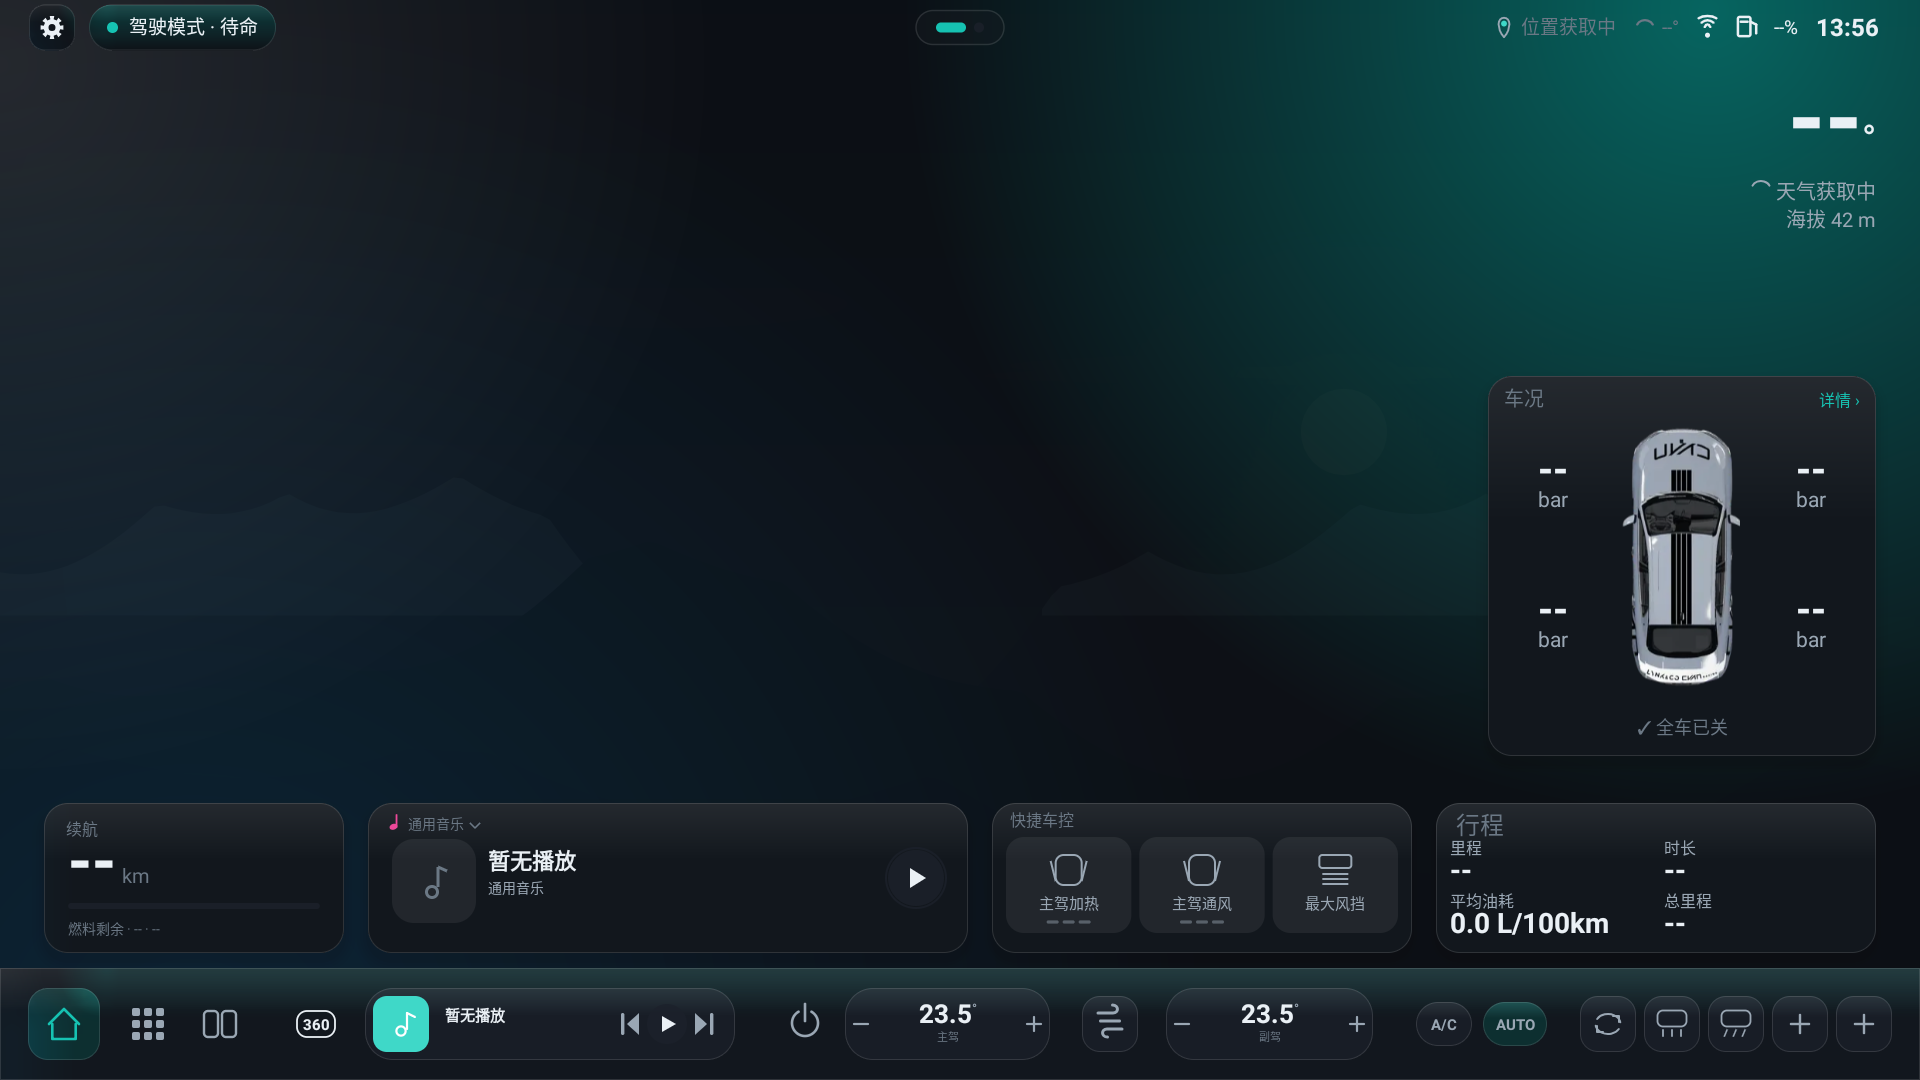 驾驶模式 · 待命
位置获取中
--°
--%
13:56
--°
天气获取中
海拔 42 m
车况
详情 ›
--
bar
--
bar
--
bar
--
bar
✓ 全车已关
续航
-- km
燃料剩余 · -- · --
通用音乐
暂无播放
通用音乐
快捷车控
主驾加热
主驾通风
最大风挡
行程
里程
--
时长
--
平均油耗
0.0 L/100km
总里程
--
360
暂无播放
23.5°
主驾
23.5°
副驾
A/C
AUTO